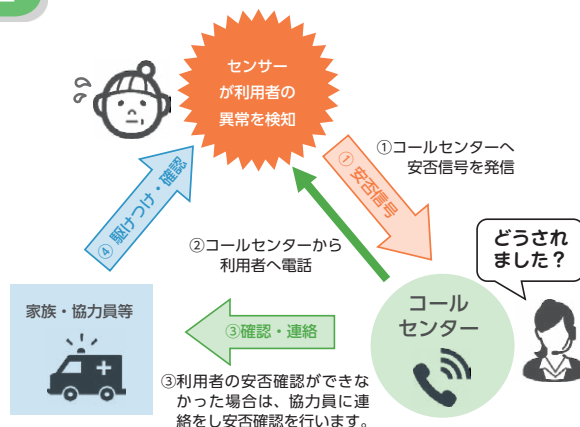 センサー
が利用者の
異常を検知
①コールセンターへ
安否信号を発信
①安否信号
④駆けつけ・確認
②コールセンターから
利用者へ電話
どうされ
ました？
家族・協力員等
③確認・連絡
コール
センター
③利用者の安否確認ができな
かった場合は、協力員に連
絡をし安否確認を行います。